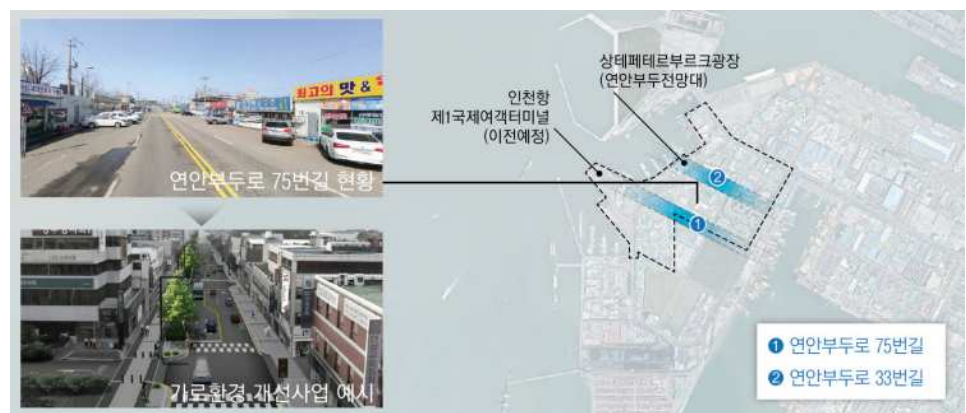 최고의 맛 &
연안부두로 75번길 현황
가로환경 개선사업 예시
상테페테르부르크광장
(연안부두전망대)
인천항
제1국제여객터미널
(이전예정)
2
1
1 연안부두로 75번길
2 연안부두로 33번길